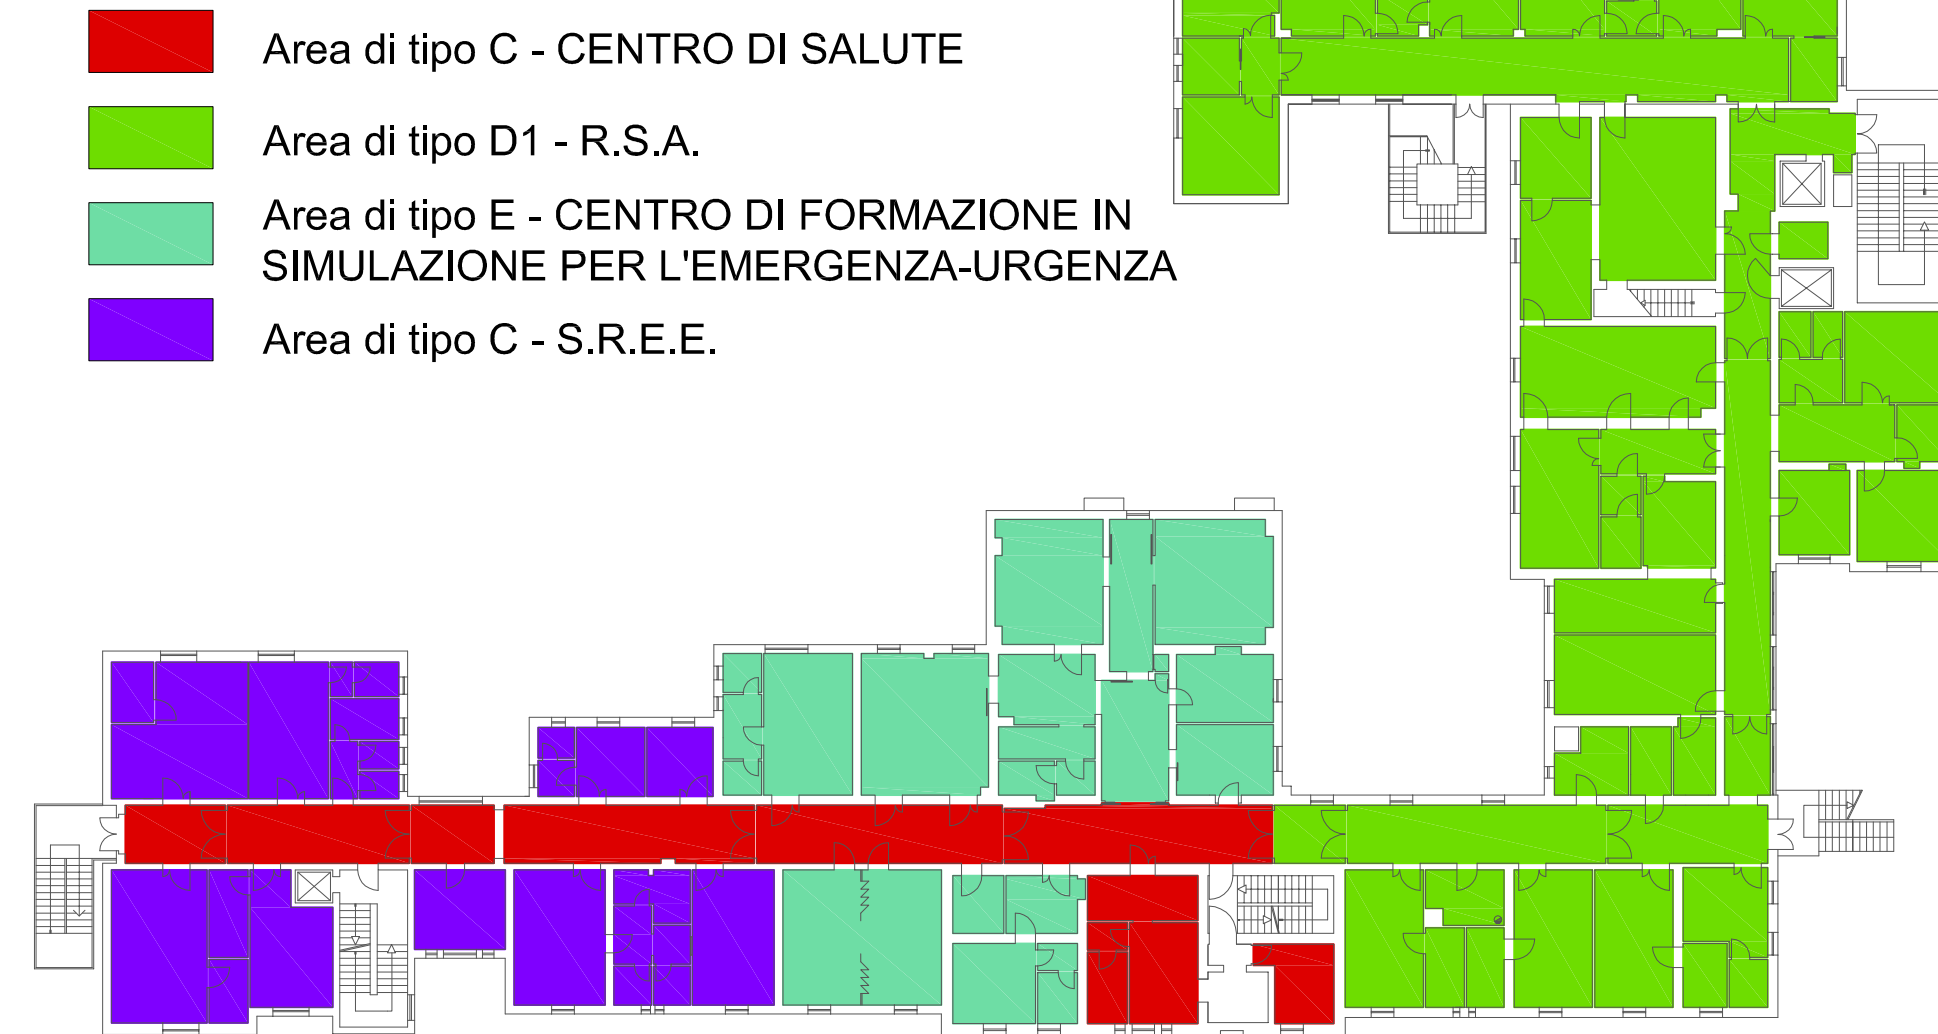 Area di tipo C - CENTRO DI SALUTE
Area di tipo D1 - R.S.A.
Area di tipo E - CENTRO DI FORMAZIONE IN
SIMULAZIONE PER L'EMERGENZA-URGENZA
Area di tipo C - S.R.E.E.